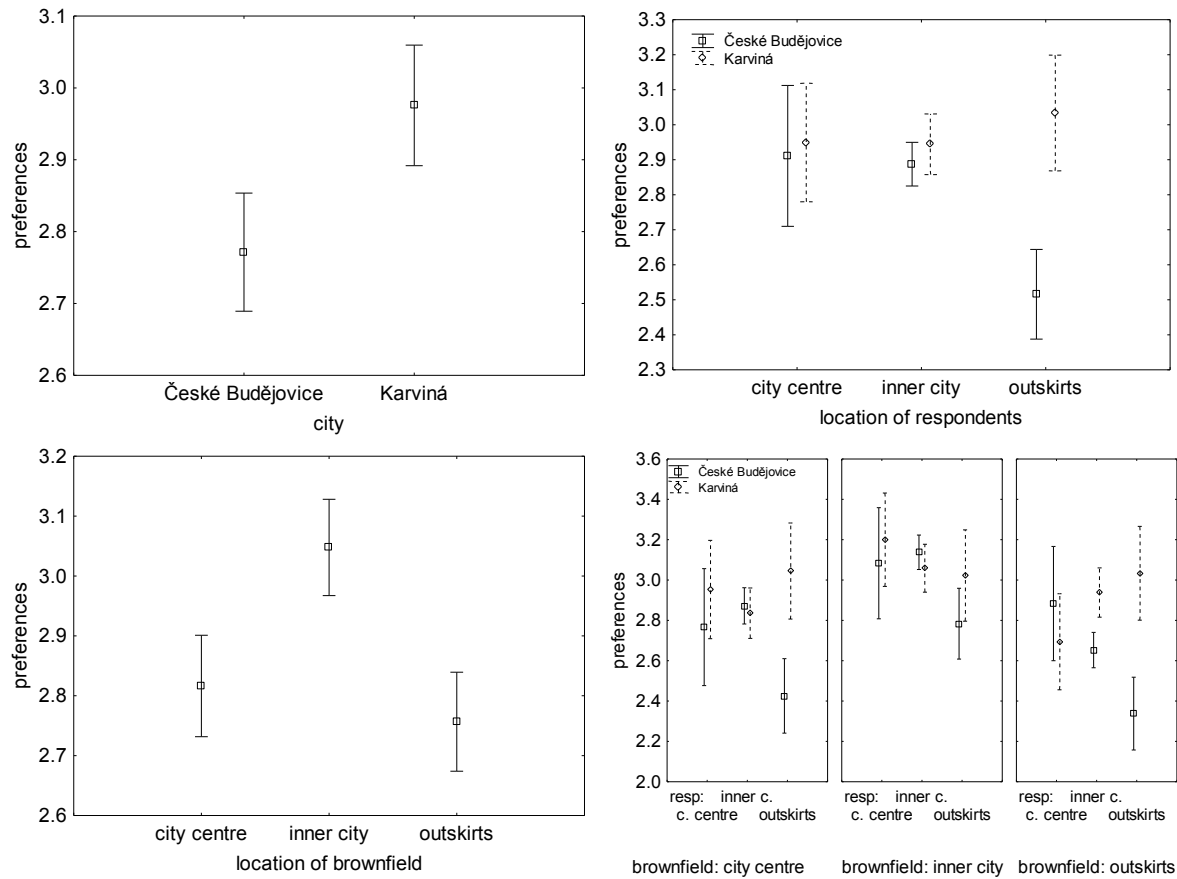 3.1
3.0
2.9
2.8
2.7
2.6
preferences
České Budějovice Karviná
city
3.3
3.2
3.1
3.0
2.9
2.8
2.7
2.6
2.5
2.4
2.3
preferences
České Budějovice
Karviná
city centre inner city outskirts
location of respondents
3.2
3.1
3.0
2.9
2.8
2.7
2.6
preferences
city centre inner city outskirts
location of brownfield
3.6
3.4
3.2
3.0
2.8
2.6
2.4
2.2
2.0
preferences
České Budějovice
Karviná
resp: inner c. resp: inner c. resp: inner c.
c. centre outskirts c. centre outskirts c. centre outskirts
brownfield: city centre brownfield: inner city brownfield: outskirts